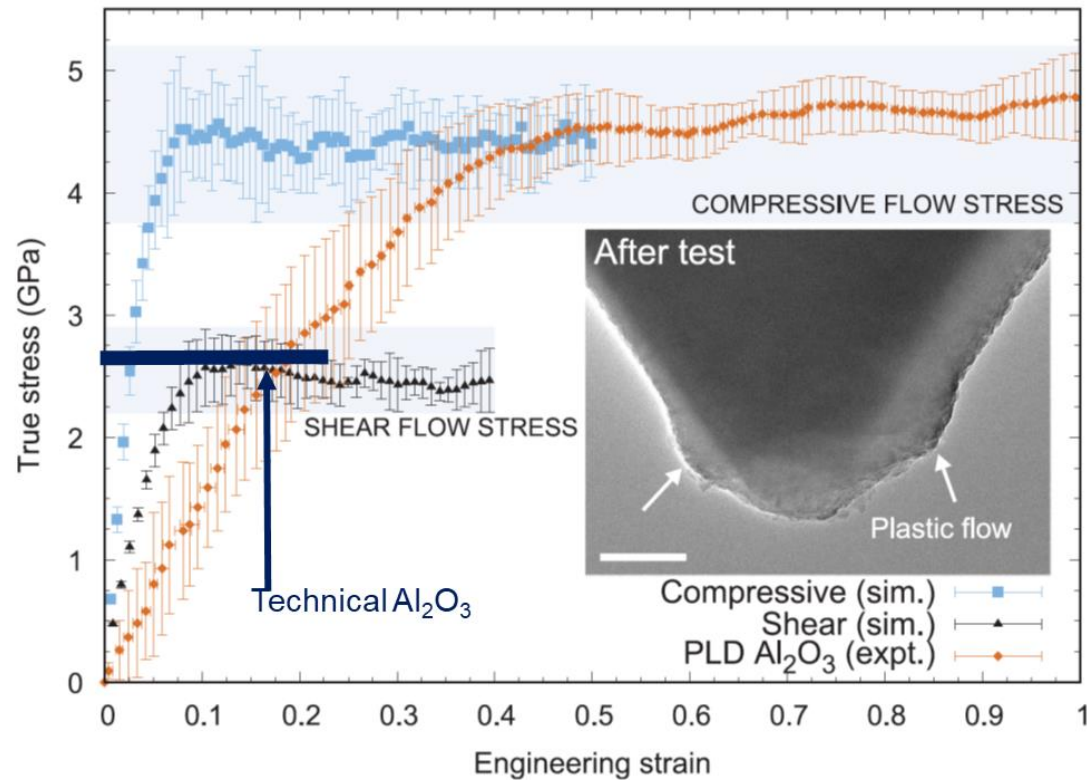 5
4
3
2
1
0
True stress (GPa)
COMPRESSIVE FLOW STRESS
After test
Plastic flow
SHEAR FLOW STRESS
Technical Al₂O₃
Compressive (sim.)
Shear (sim.)
PLD Al₂O₃ (expt.)
0 0.1 0.2 0.3 0.4 0.5 0.6 0.7 0.8 0.9 1
Engineering strain